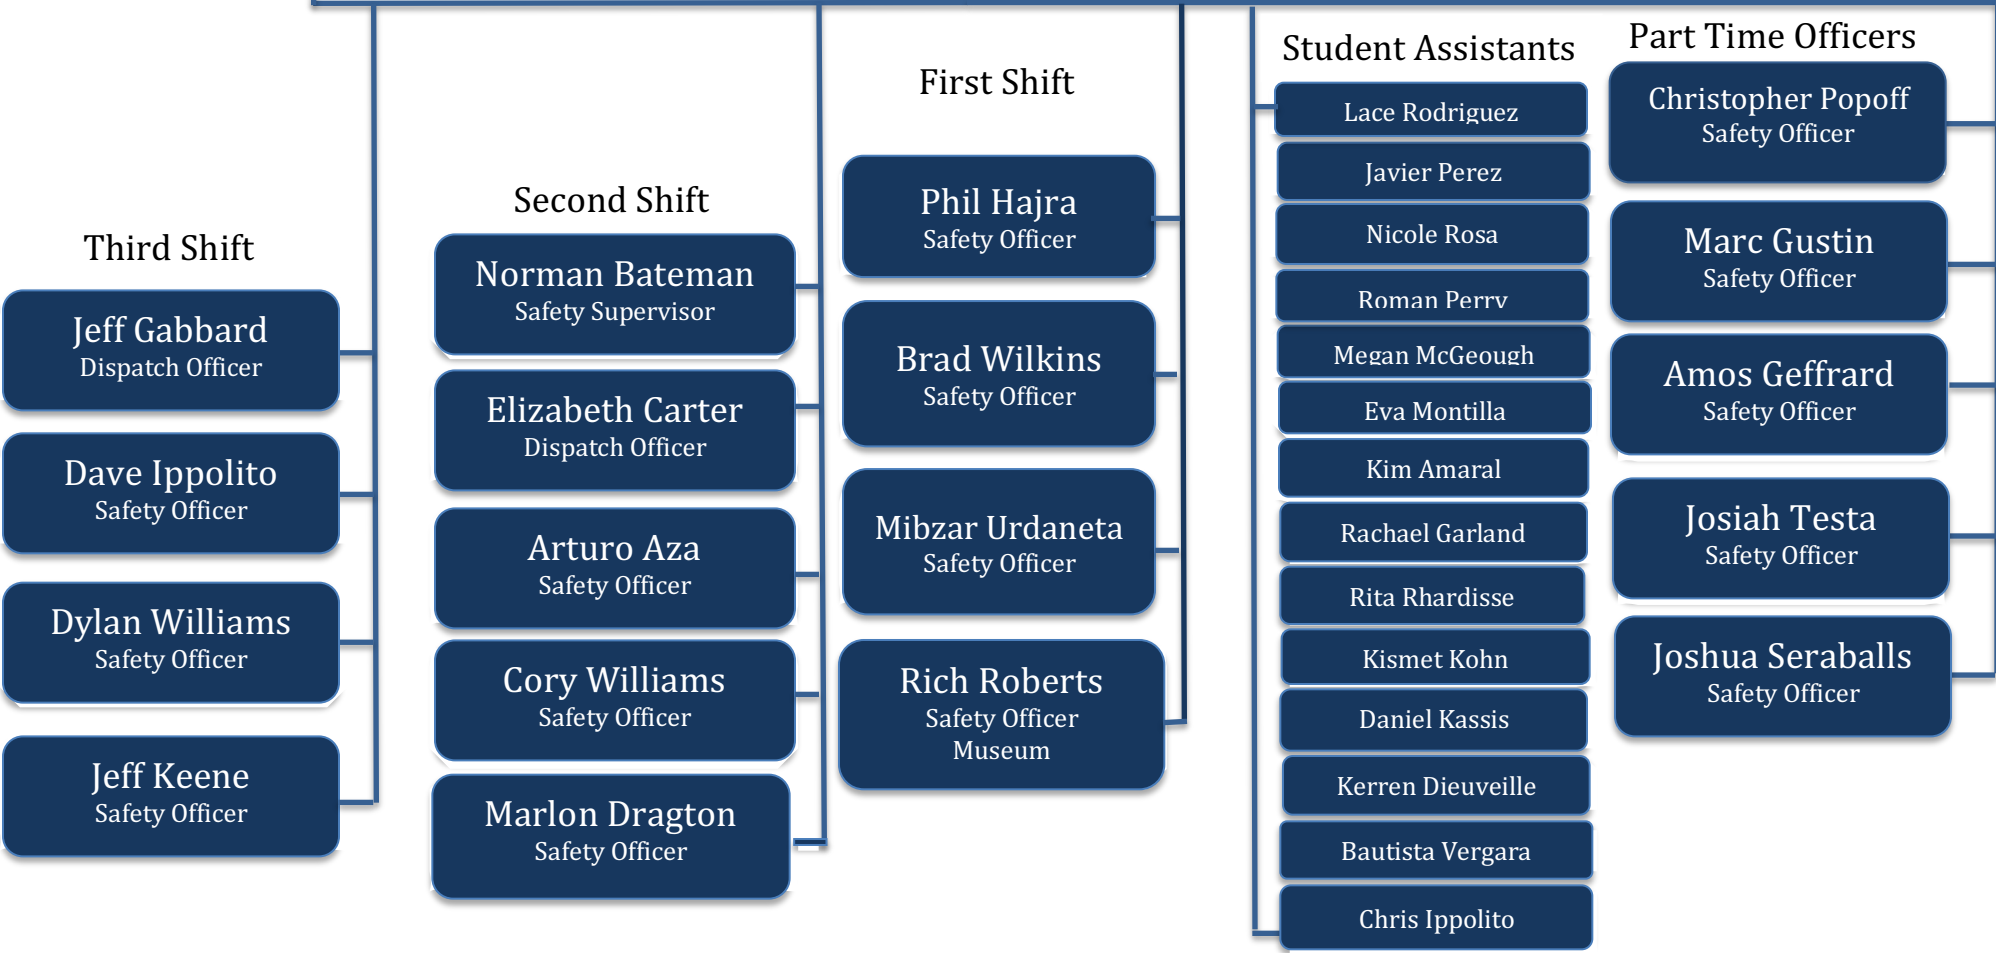 Third Shift
Jeff Gabbard
Dispatch Officer
Dave Ippolito
Safety Officer
Dylan Williams
Safety Officer
Jeff Keene
Safety Officer
Second Shift
Norman Bateman
Safety Supervisor
Elizabeth Carter
Dispatch Officer
Arturo Aza
Safety Officer
Cory Williams
Safety Officer
Marlon Dragton
Safety Officer
First Shift
Phil Hajra
Safety Officer
Brad Wilkins
Safety Officer
Mibzar Urdaneta
Safety Officer
Rich Roberts
Safety Officer
Museum
Student Assistants
Lace Rodriguez
Javier Perez
Nicole Rosa
Roman Perry
Megan McGeough
Eva Montilla
Kim Amaral
Rachael Garland
Rita Rhardisse
Kismet Kohn
Daniel Kassis
Kerren Dieuveille
Bautista Vergara
Chris Ippolito
Part Time Officers
Christopher Popoff
Safety Officer
Marc Gustin
Safety Officer
Amos Geffrard
Safety Officer
Josiah Testa
Safety Officer
Joshua Seraballs
Safety Officer